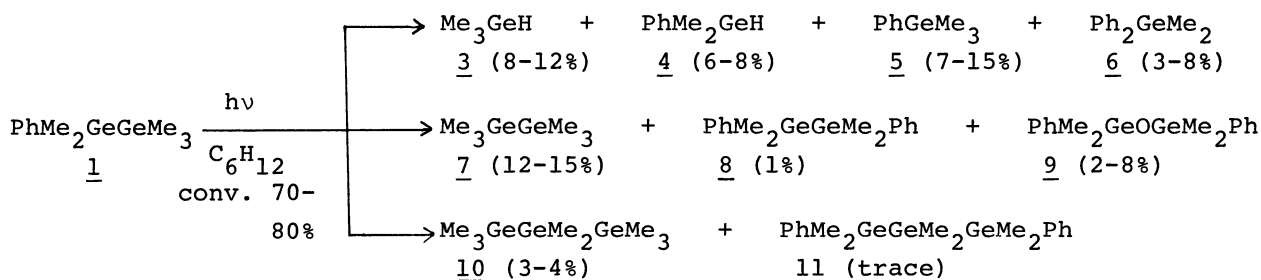 Me3GeH + PhMe2GeH + PhGeMe3 + Ph2GeMe2
3 (8-12%) 4 (6-8%) 5 (7-15%) 6 (3-8%)
hν
PhMe2GeGeMe3 Me3GeGeMe3 + PhMe2GeGeMe2Ph + PhMe2GeOGeMe2Ph
1 C6H12 7 (12-15%) 8 (1%) 9 (2-8%)
conv. 70-
80% Me3GeGeMe2GeMe3 + PhMe2GeGeMe2GeMe2Ph
10 (3-4%) 11 (trace)